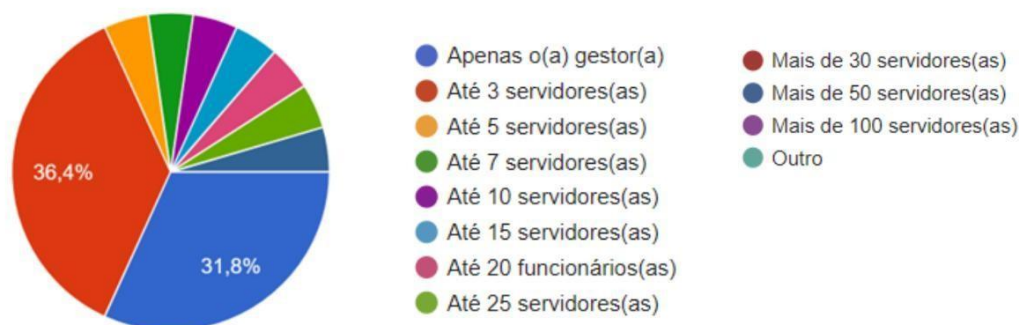 36,4%
31,8%
Apenas o(a) gestor(a)
Até 3 servidores(as)
Até 5 servidores(as)
Até 7 servidores(as)
Até 10 servidores(as)
Até 15 servidores(as)
Até 20 funcionários(as)
Até 25 servidores(as)
Mais de 30 servidores(as)
Mais de 50 servidores(as)
Mais de 100 servidores(as)
Outro